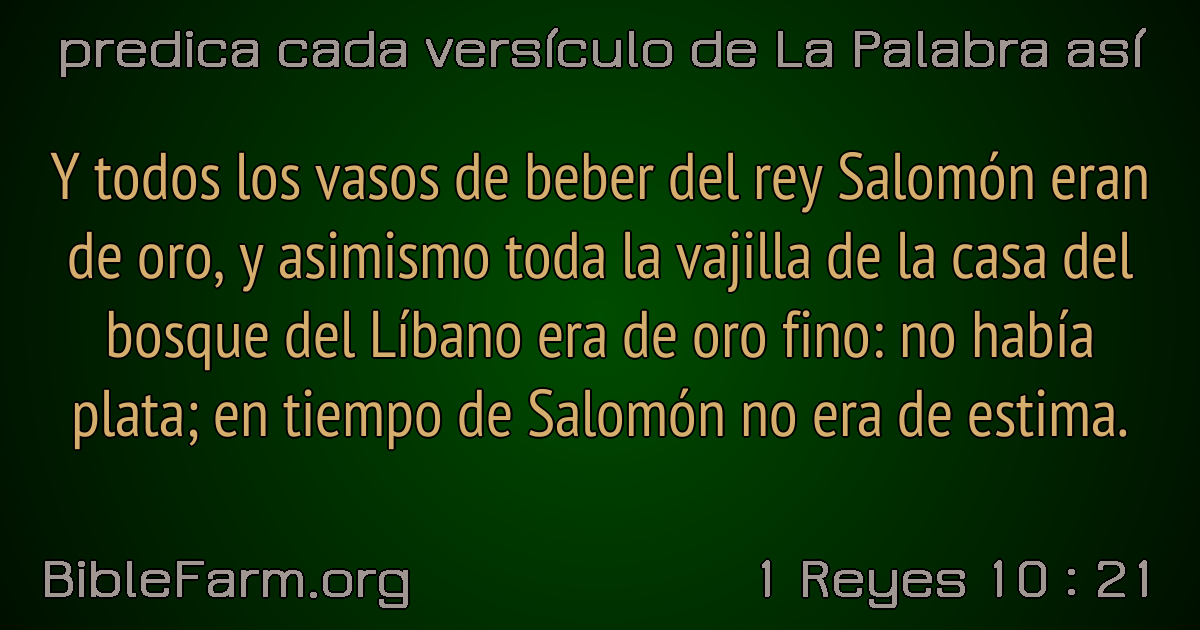 predica cada versículo de La Palabra así
Y todos los vasos de beber del rey Salomón eran
de oro, y asimismo toda la vajilla de la casa del
bosque del Líbano era de oro fino: no había
plata; en tiempo de Salomón no era de estima.
BibleFarm.org 1 Reyes 10 : 21